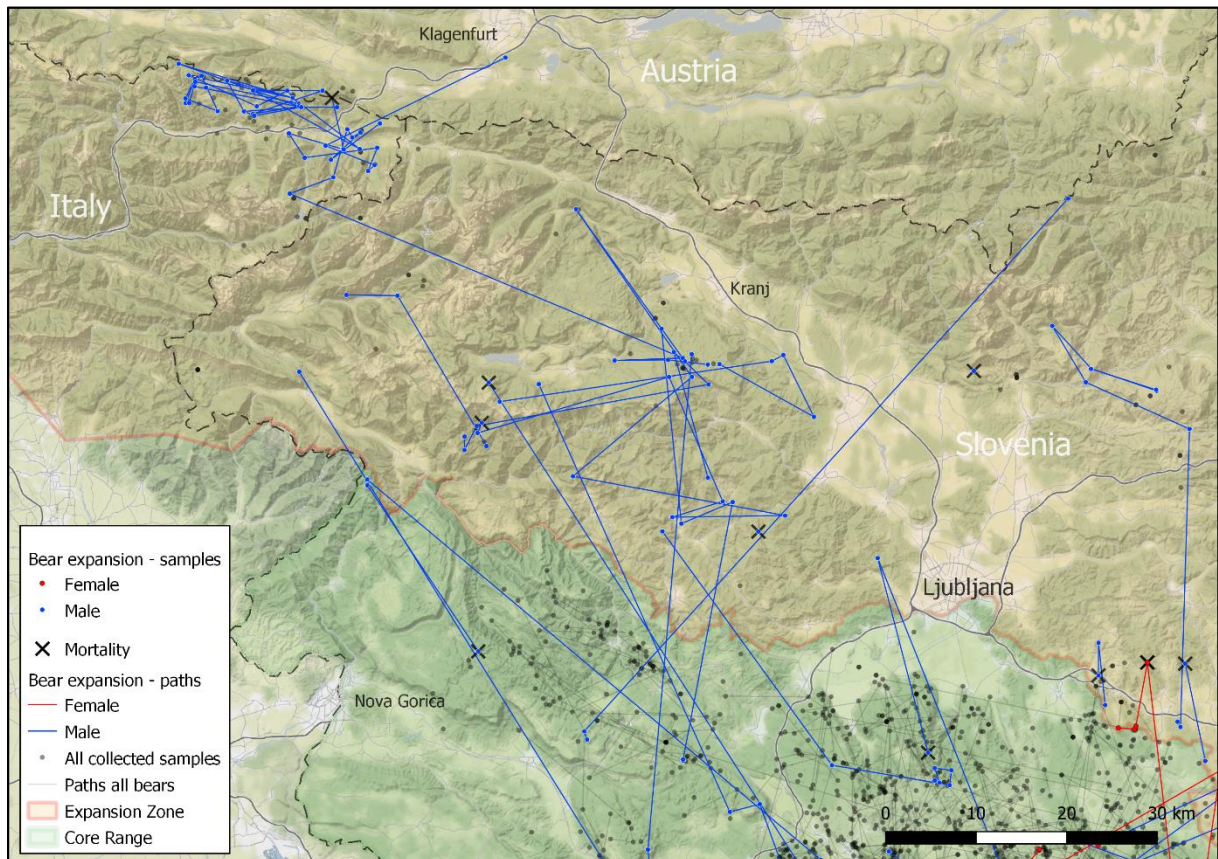 Klagenfurt
Austria
Italy
Kranj
Slovenia
Ljubljana
Nova Gorica
Bear expansion - samples
Female
Male
Mortality
Bear expansion - paths
Female
Male
All collected samples
Paths all bears
Expansion Zone
Core Range
0 10 20 30 km